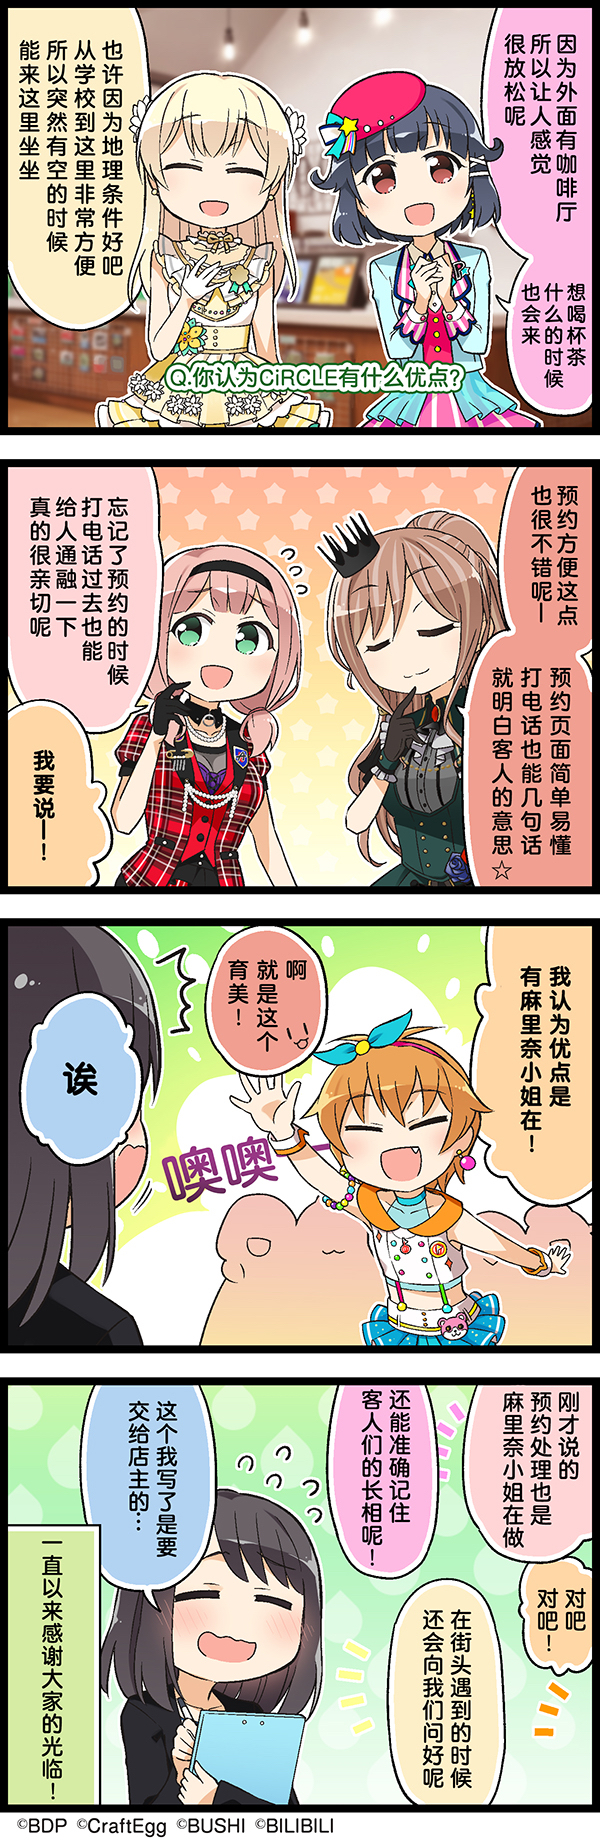 因为外面有咖啡厅
所以让人感觉
很放松呢
想喝杯茶
什么的时候
也会来
也许因为地理条件好吧
从学校到这里非常方便
所以突然有空的时候
能来这里坐坐
Q.你认为CiRCLE有什么优点?
预约方便这点
也很不错呢ー
预约页面简单易懂
打电话也能几句话
就明白客人的意思☆
忘记了预约的时候
打电话过去也能
给人通融一下
真的很亲切呢
我要说ー!
我认为优点是
有麻里奈小姐在!
啊
就是这个
育美!
噢噢ー
诶
刚才说的
预约处理也是
麻里奈小姐在做
对吧
对吧!
还能准确记住
客人们的长相呢!
在街头遇到的时候
还会向我们问好呢
这个我写了是要
交给店主的…
一直以来感谢大家的光临!
©BDP ©CraftEgg ©BUSHI ©BILIBILI